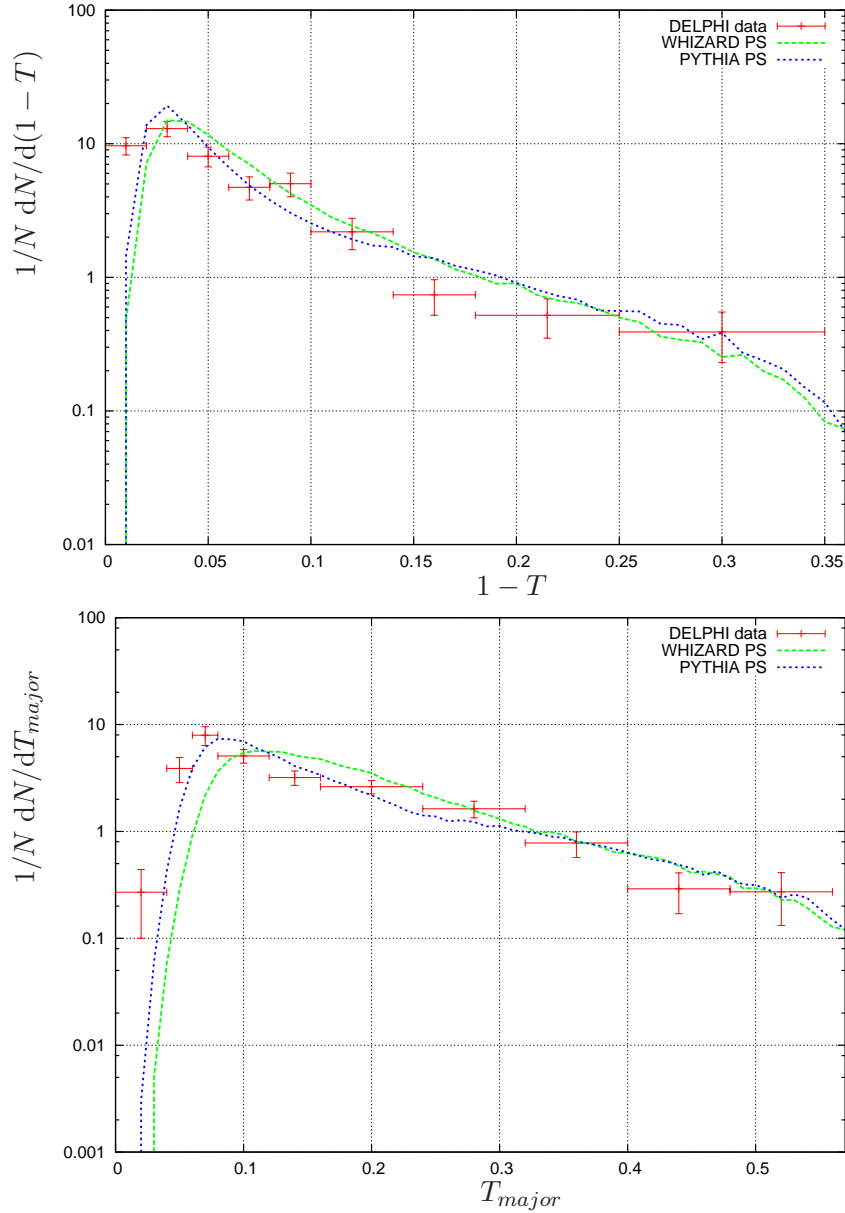 100
10
1
0.1
0.01
0
0.05
0.1
0.15
0.2
0.25
0.3
0.35
1/N dN/d(1 − T)
1 − T
DELPHI data
WHIZARD PS
PYTHIA PS
100
10
1
0.1
0.01
0.001
0
0.1
0.2
0.3
0.4
0.5
1/N dN/dT_major
T_major
DELPHI data
WHIZARD PS
PYTHIA PS